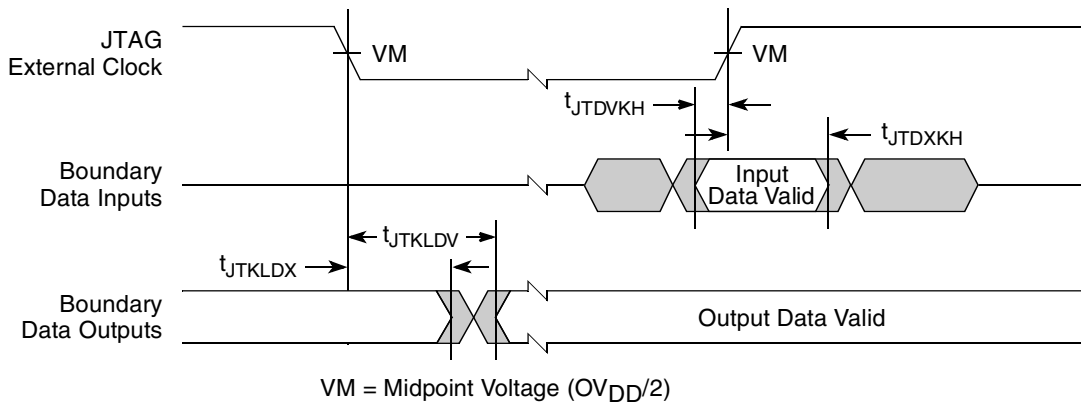 JTAG
External Clock
VM
VM
tJTDVKH
tJTDXKH
Boundary
Data Inputs
Input
Data Valid
tJTKLDV
tJTKLDX
Boundary
Data Outputs
Output Data Valid
VM = Midpoint Voltage (OVDD/2)